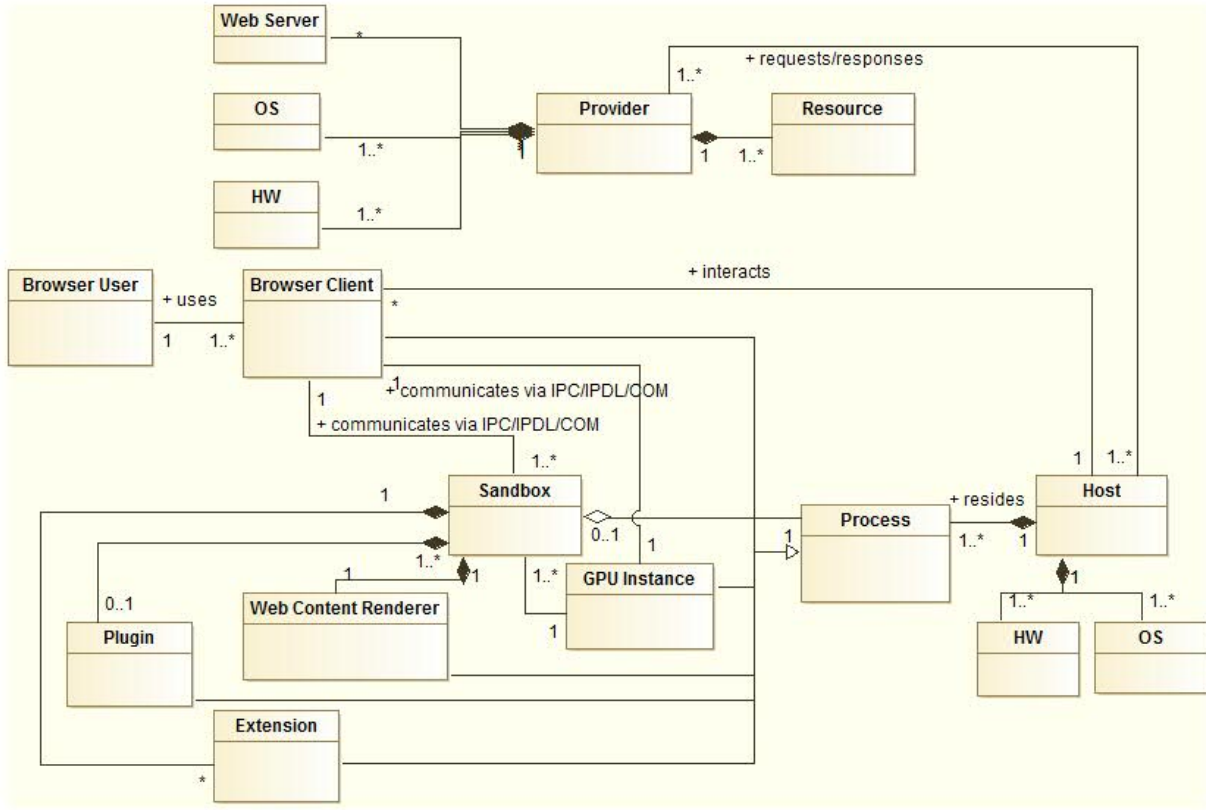 Web Server
*
+ requests/responses
1..*
OS
Provider
Resource
1..*
1
1..*
HW
1..*
Browser User
Browser Client
+ interacts
+ uses
*
1
1..*
1
+ communicates via IPC/IPDL/COM
1
+ communicates via IPC/IPDL/COM
1..*
1
1..*
1
Sandbox
Host
+ resides
Process
0..1
1
1..*
1
1..*
1
1
1..*
1
GPU Instance
1
0..1
Web Content Renderer
1..*
1..*
Plugin
1
HW
OS
Extension
*